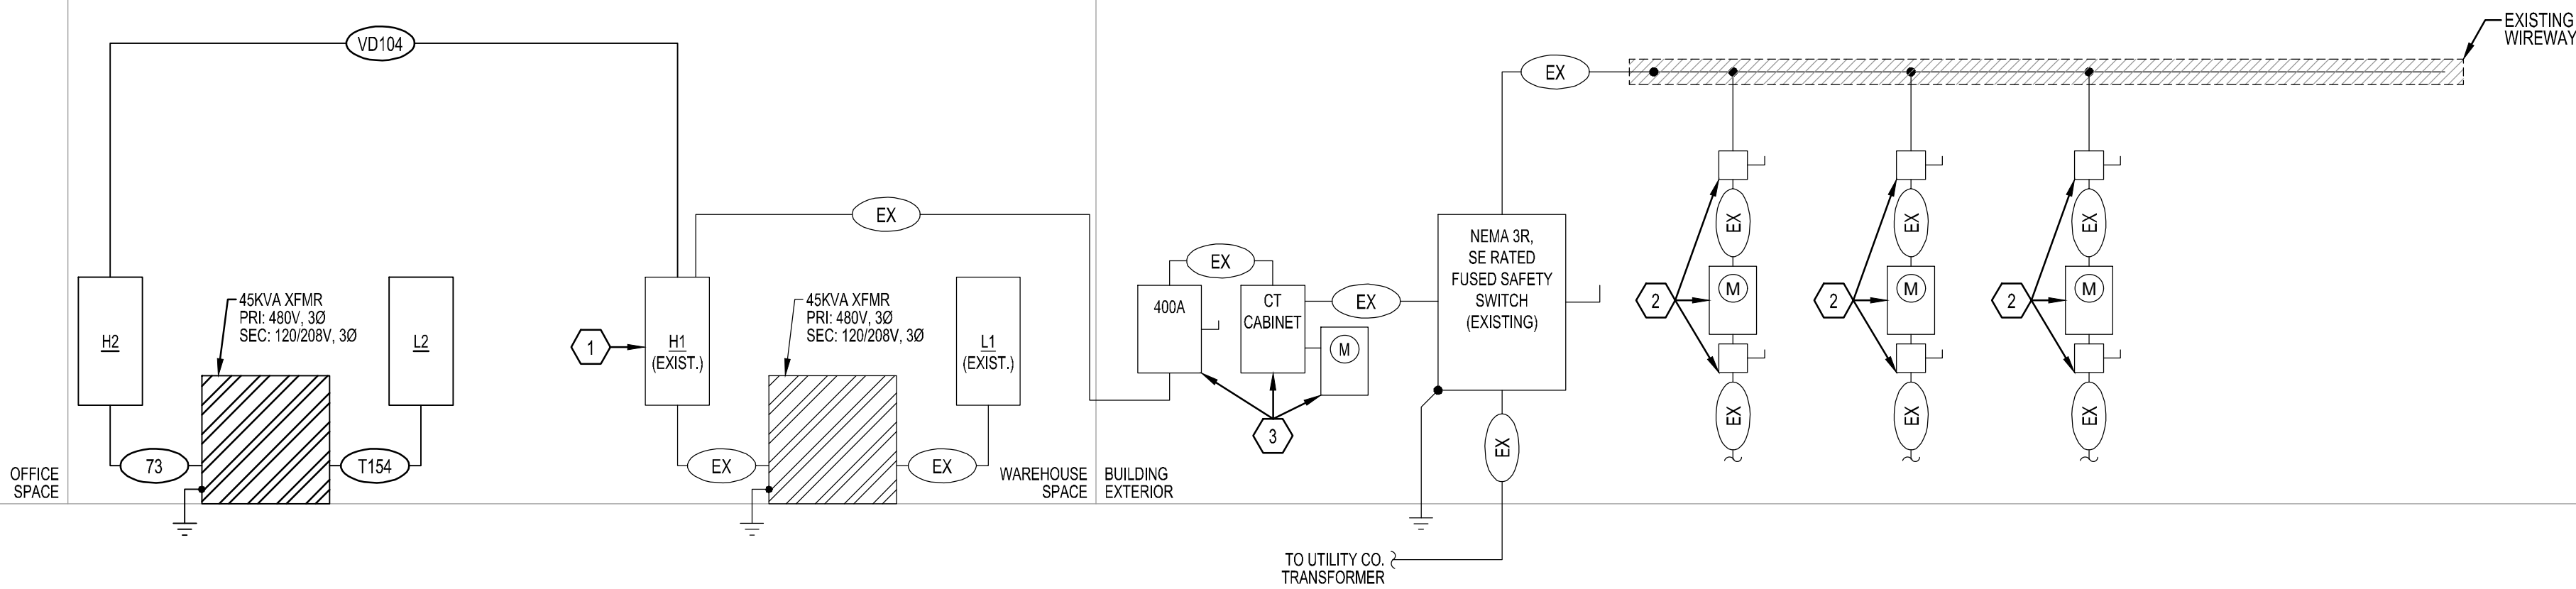 VD104
EX
EXISTING
WIREWAY
EX
45KVA XFMR
PRI: 480V, 3Ø
SEC: 120/208V, 3Ø
H2
L2
45KVA XFMR
PRI: 480V, 3Ø
SEC: 120/208V, 3Ø
1
H1
(EXIST.)
L1
(EXIST.)
EX
400A
CT
CABINET
EX
M
NEMA 3R,
SE RATED
FUSED SAFETY
SWITCH
(EXISTING)
EX
M
2
EX
EX
M
2
EX
EX
M
2
EX
3
73
T154
EX
EX
EX
OFFICE
SPACE
WAREHOUSE
SPACE
BUILDING
EXTERIOR
TO UTILITY CO.
TRANSFORMER